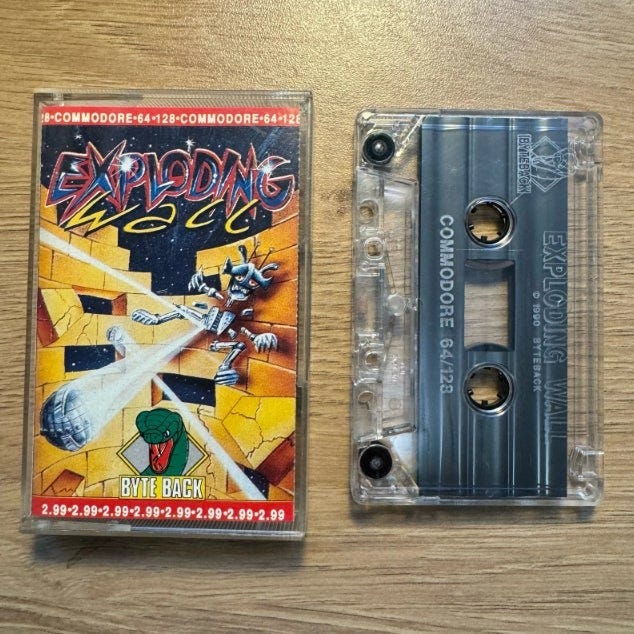 28•COMMODORE•64•128•COMMODORE•64•128
EXPLODING
WALL
BYTE BACK
2.99•2.99•2.99•2.99•2.99•2.99•2.99•2.99
BYTEBACK
EXPLODING WALL
© 1990 BYTEBACK
COMMODORE 64/128